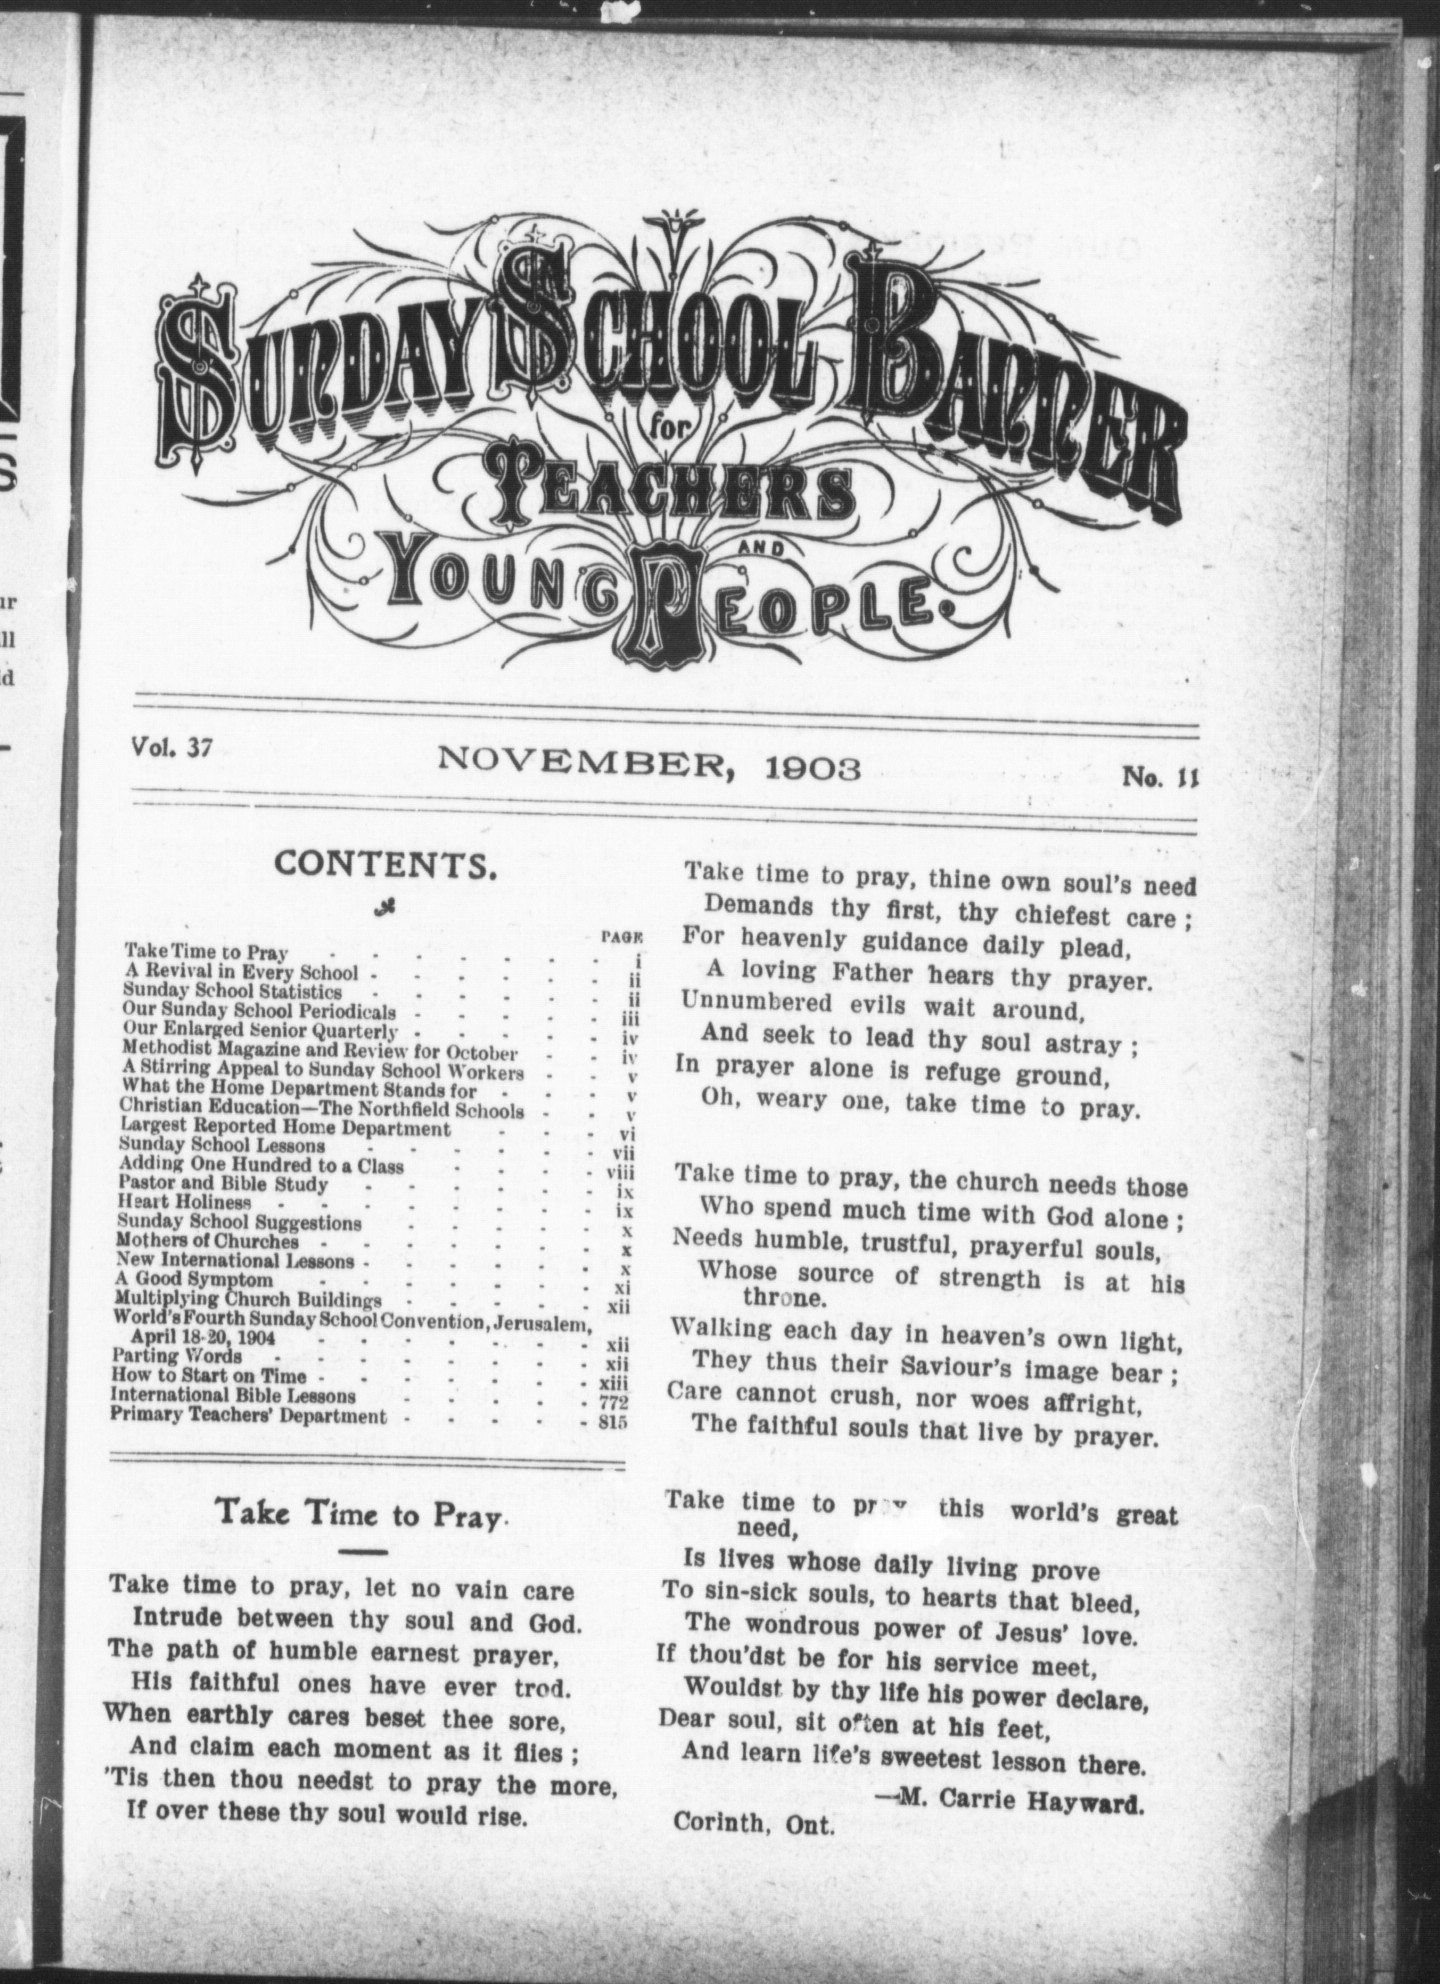 SUNDAY SCHOOL BANNER
for
TEACHERS
AND
YOUNG PEOPLE.
Vol. 37
NOVEMBER, 1903
No. 11
CONTENTS.
PAGE
Take Time to Pray - - - - - - - i
A Revival in Every School - - - - - - ii
Sunday School Statistics - - - - - - ii
Our Sunday School Periodicals - - - - - iii
Our Enlarged Senior Quarterly - - - - - iv
Methodist Magazine and Review for October - - iv
A Stirring Appeal to Sunday School Workers - - v
What the Home Department Stands for - - - v
Christian Education—The Northfield Schools - - v
Largest Reported Home Department - - - vi
Sunday School Lessons - - - - - - vii
Adding One Hundred to a Class - - - - viii
Pastor and Bible Study - - - - - - ix
Heart Holiness - - - - - - - - ix
Sunday School Suggestions - - - - - x
Mothers of Churches - - - - - - - x
New International Lessons - - - - - - x
A Good Symptom - - - - - - - xi
Multiplying Church Buildings - - - - - xii
World's Fourth Sunday School Convention, Jerusalem,
April 18-20, 1904 - - - - - - - xii
Parting Words - - - - - - - - xii
How to Start on Time - - - - - - - xiii
International Bible Lessons - - - - - 772
Primary Teachers' Department - - - - - 815
Take Time to Pray.
Take time to pray, let no vain care
Intrude between thy soul and God.
The path of humble earnest prayer,
His faithful ones have ever trod.
When earthly cares beset thee sore,
And claim each moment as it flies ;
'Tis then thou needst to pray the more,
If over these thy soul would rise.
Take time to pray, thine own soul's need
Demands thy first, thy chiefest care ;
For heavenly guidance daily plead,
A loving Father hears thy prayer.
Unnumbered evils wait around,
And seek to lead thy soul astray ;
In prayer alone is refuge ground,
Oh, weary one, take time to pray.
Take time to pray, the church needs those
Who spend much time with God alone ;
Needs humble, trustful, prayerful souls,
Whose source of strength is at his
throne.
Walking each day in heaven's own light,
They thus their Saviour's image bear ;
Care cannot crush, nor woes affright,
The faithful souls that live by prayer.
Take time to pray this world's great
need,
Is lives whose daily living prove
To sin-sick souls, to hearts that bleed,
The wondrous power of Jesus' love.
If thou'dst be for his service meet,
Wouldst by thy life his power declare,
Dear soul, sit often at his feet,
And learn life's sweetest lesson there.
—M. Carrie Hayward.
Corinth, Ont.